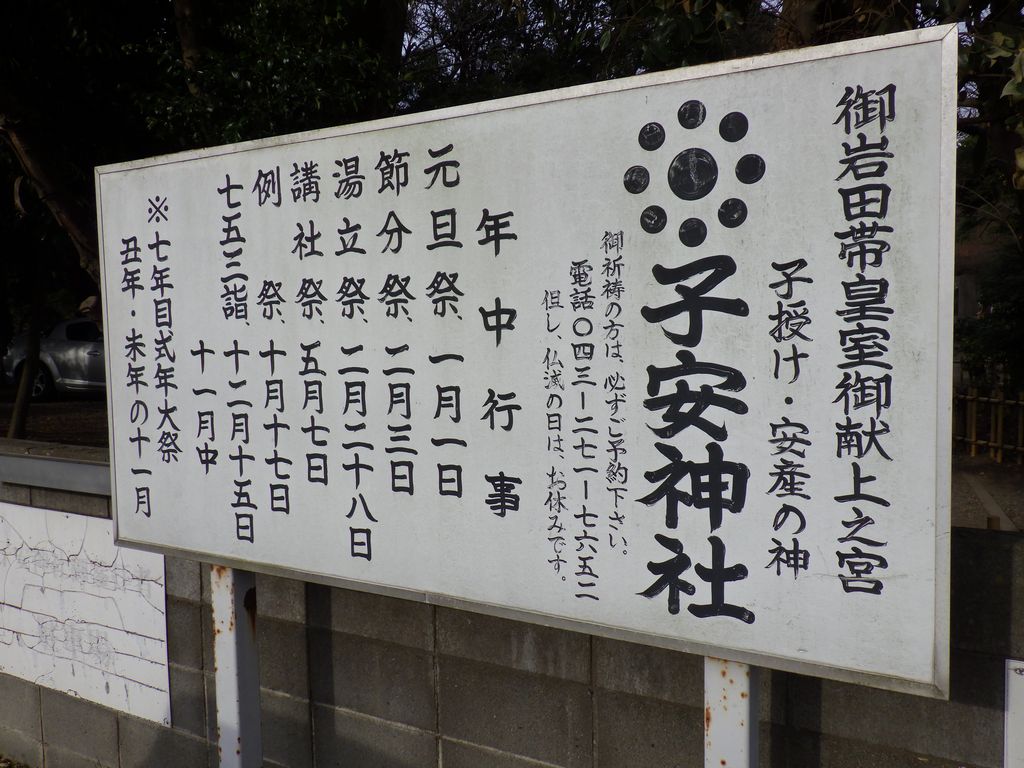 御岩田帯皇室御献上之宮
子授け・安産の神
子安神社
御祈祷の方は、必ずご予約下さい。
電話〇四三ー二七一ー七六五二
但し、仏滅の日は、お休みです。
年中行事
元旦祭、一月一日
節分祭、二月三日
湯立祭、二月二十八日
講社祭、五月七日
例祭、十月十七日
七五三詣、十二月十五日
十一月中
※七年目式年大祭
丑年・未年の十一月